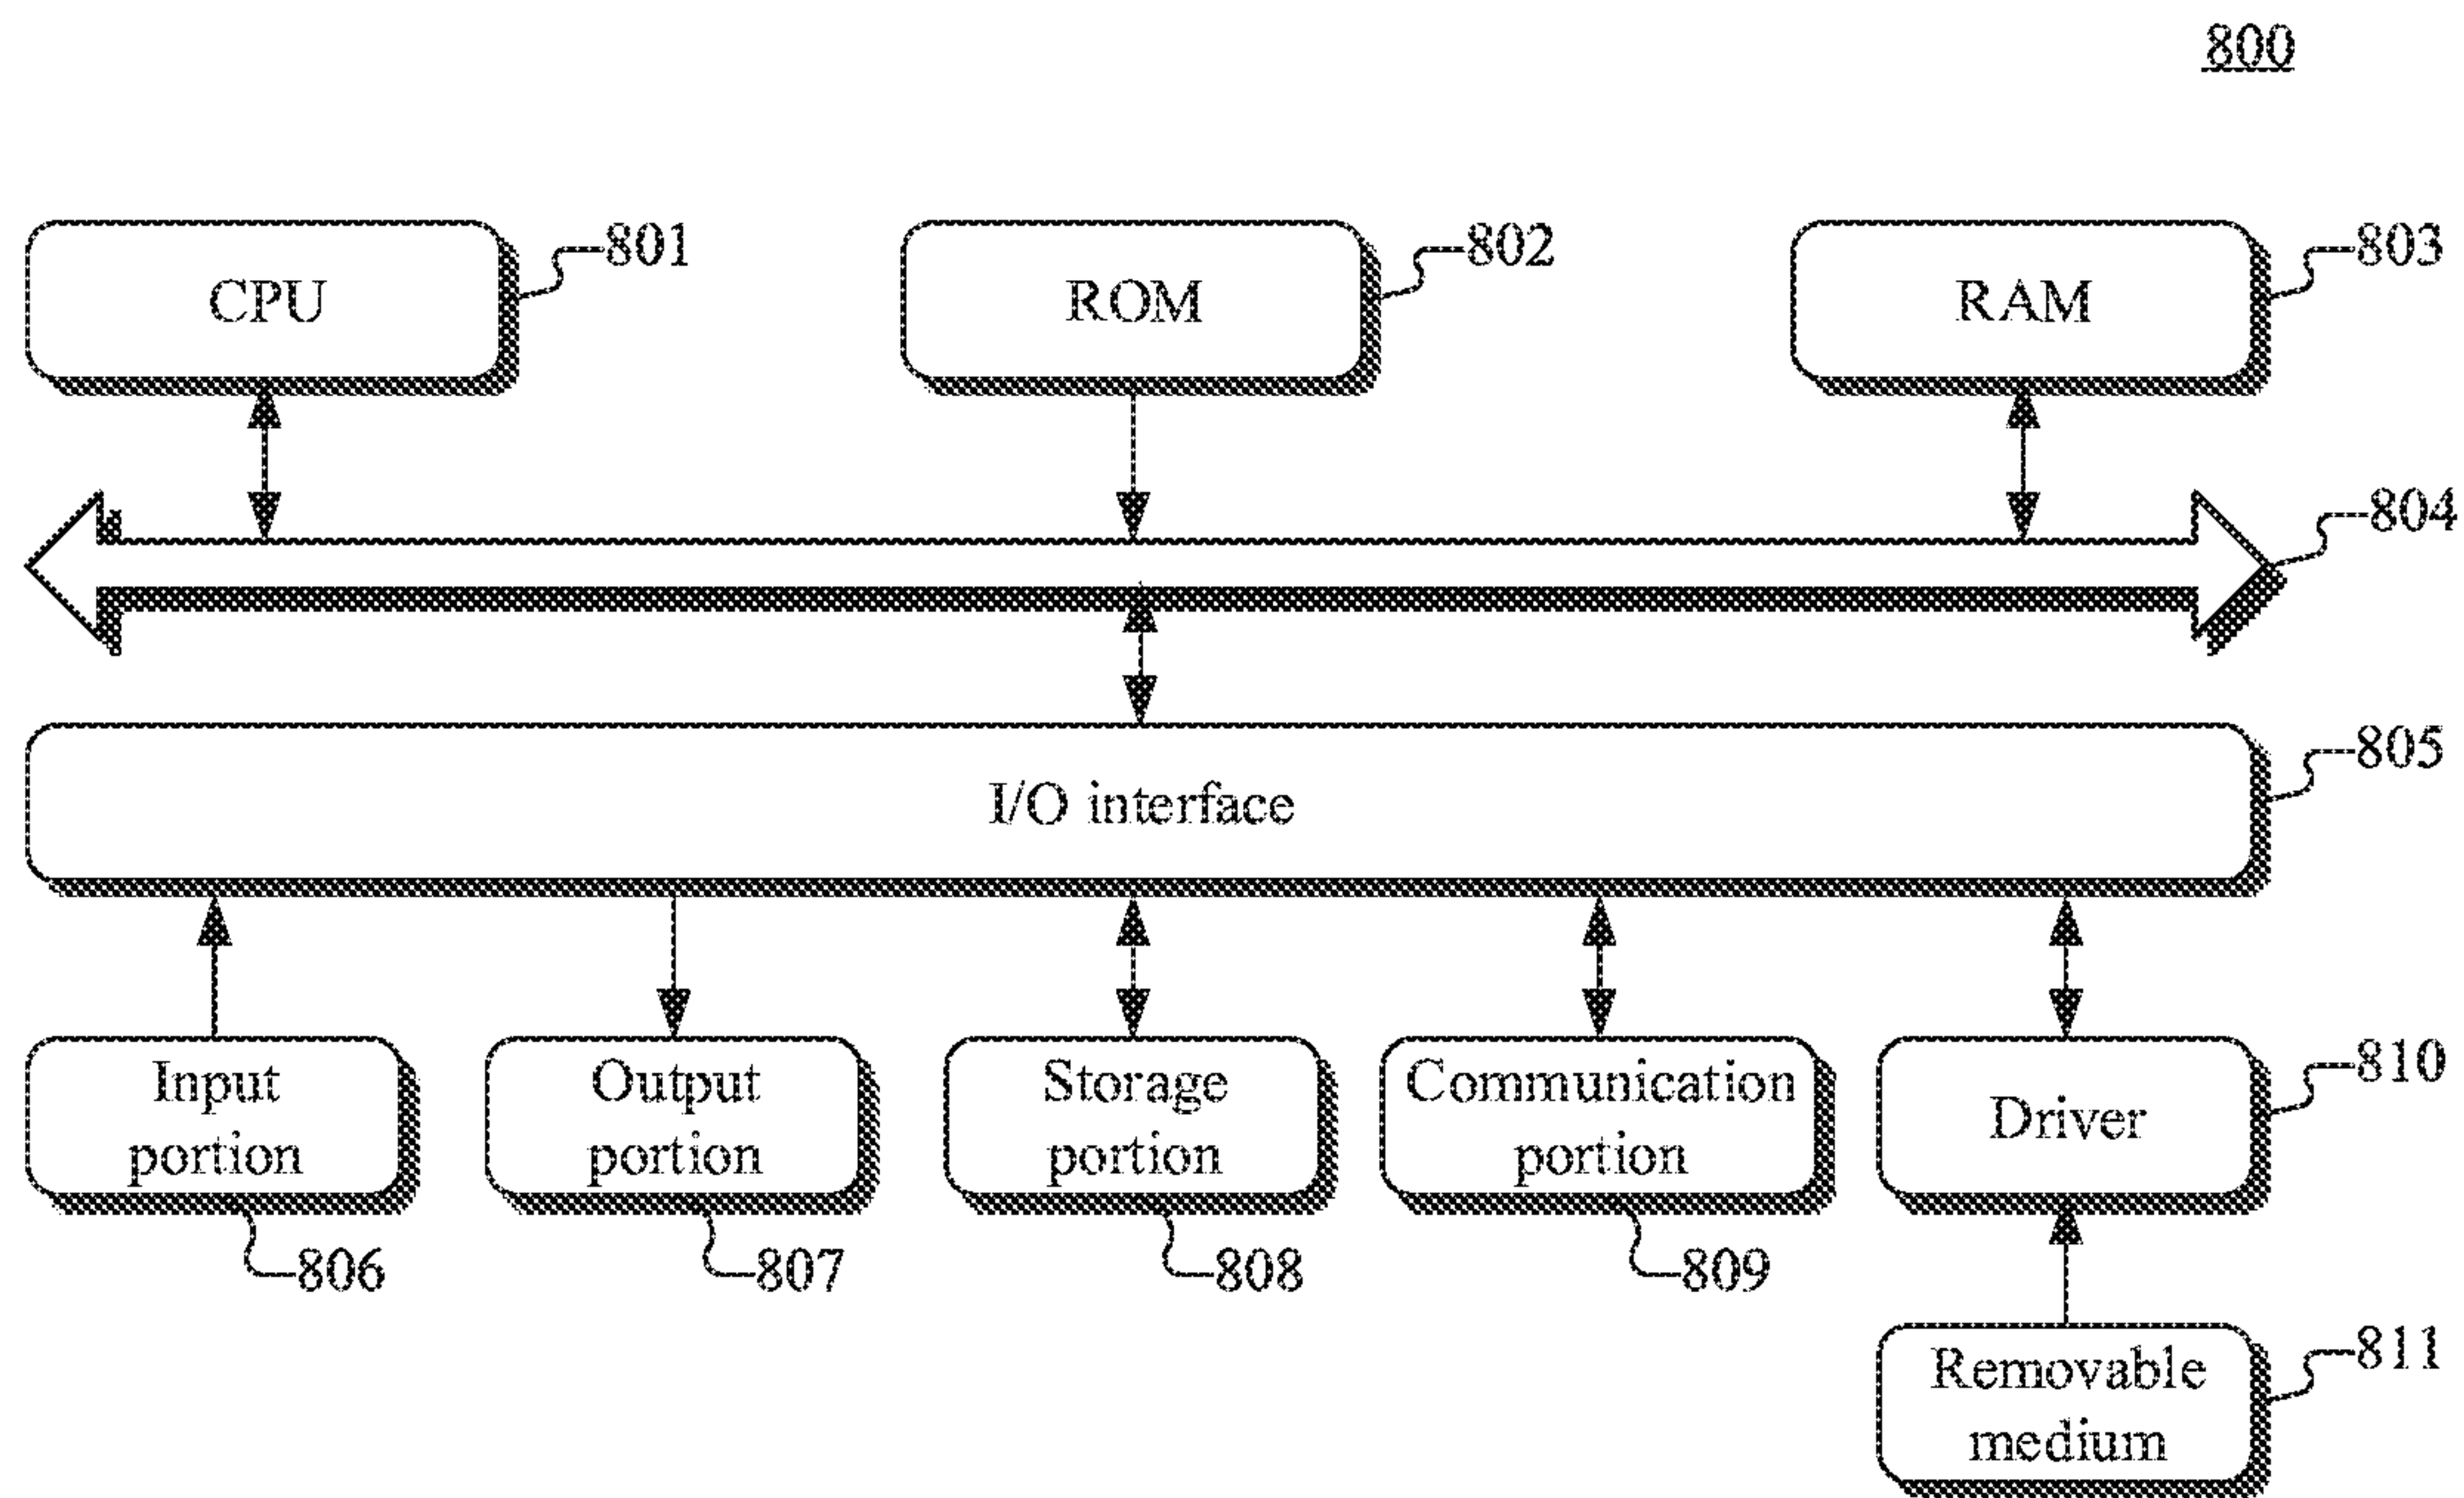 800
CPU
801
ROM
802
RAM
803
804
I/O interface
805
Input
portion
806
Output
portion
807
Storage
portion
808
Communication
portion
809
Driver
810
Removable
medium
811